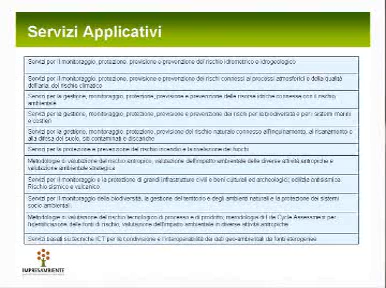 Servizi Applicativi
Servizi per il monitoraggio, protezione, previsione e prevenzione del rischio idrometrico e idrogeologico
Servizi per il monitoraggio, protezione, previsione e prevenzione dei rischi connessi ai processi atmosferici e della qualità
dell'aria, del rischio climatico
Servizi per la gestione, monitoraggio, protezione, previsione e prevenzione delle risorse idriche connesse con il rischio
ambientale
Servizi per la gestione, monitoraggio, protezione, previsione e prevenzione dei rischi per la biodiversità e per i sistemi marini
e costieri
Servizi per la gestione, monitoraggio, protezione, previsione del rischio naturale connesso all'inquinamento, al risanamento e
alla difesa del suolo, siti contaminati e discariche
Servizi per la protezione e prevenzione del rischio incendio e la rivelazione dei fuochi
Metodologie di valutazione del rischio antropico, valutazione dell'impatto ambientale delle diverse attività antropiche e
valutazione ambientale strategica
Servizi per il monitoraggio e la protezione di grandi infrastrutture civili e beni culturali ed archeologici; edilizia antisismica.
Rischio sismico e vulcanico
Servizi per il monitoraggio della biodiversità, la gestione del territorio e degli ambienti naturali e la protezione dei sistemi
socio ambientali
Metodologie di valutazione del rischio tecnologico di processo e di prodotto, metodologie di Life Cycle Assessment per
l'identificazione delle fonti di rischio, valutazione dell'impatto ambientale in diverse attività antropiche
Servizi basati su tecniche ICT per la condivisione e l'interoperabilità dei dati geo-ambientali da fonti eterogenee
IMPRESAMBIENTE